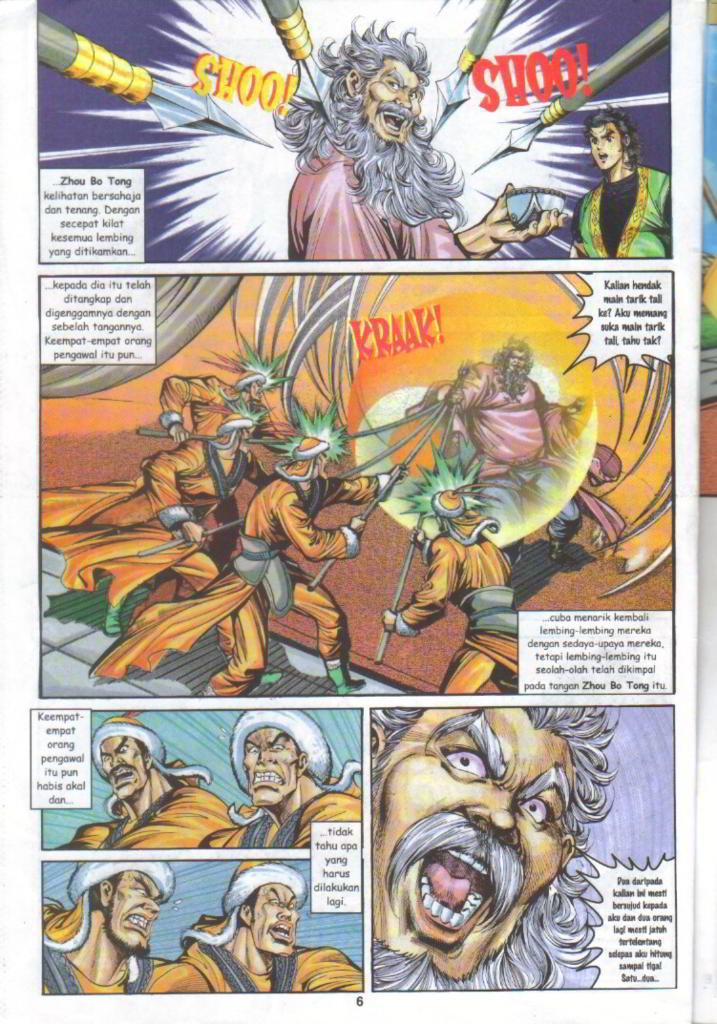 SHOO!
SHOO!
...Zhou Bo Tong
kelihatan bersahaja
dan tenang. Dengan
secepat kilat
kesemua lembing
yang ditikamkan...
...kepada dia itu telah
ditangkap dan
digenggamnya dengan
sebelah tangannya.
Keempat-empat orang
pengawal itu pun...
KRAAK!
Kalian hendak
main tarik tali
ke? Aku memang
suka main tarik
tali, tahu tak?
...cuba menarik kembali
lembing-lembing mereka
dengan sedaya-upaya mereka,
tetapi lembing-lembing itu
seolah-olah telah dikimpal
pada tangan Zhou Bo Tong itu.
Keempat-
empat
orang
pengawal
itu pun
habis akal
dan...
...tidak
tahu apa
yang
harus
dilakukan
lagi.
Dua daripada
kalian ini mesti
bersujud kepada
aku dan dua orang
lagi mesti jatuh
tertelentang
selepas aku hitung
sampai tiga!
Satu...dua...
6